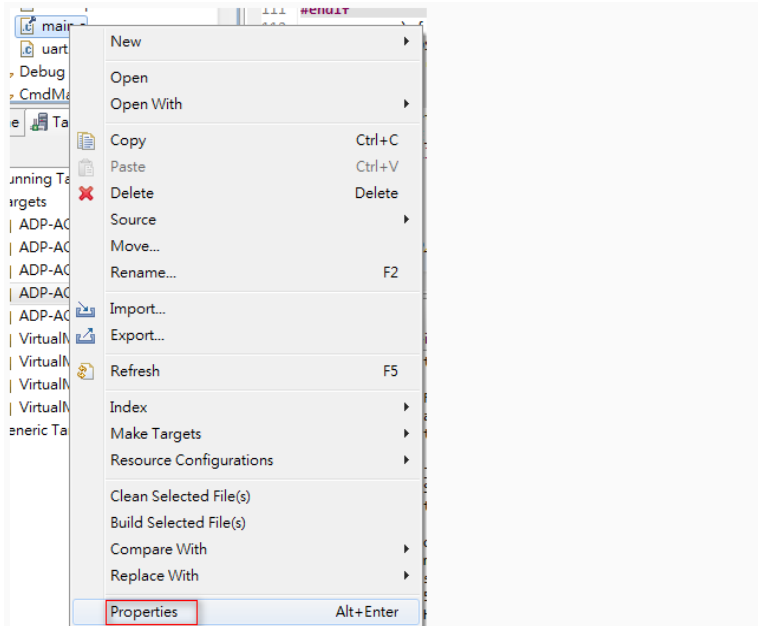 111 #endif
main.c
uart
Debug
CmdMa
Ta
unning Ta
argets
ADP-AC
ADP-AC
ADP-AC
ADP-AC
ADP-AC
VirtualM
VirtualM
VirtualM
VirtualM
eneric Ta
New
Open
Open With
Copy Ctrl+C
Paste Ctrl+V
Delete Delete
Source
Move...
Rename... F2
Import...
Export...
Refresh F5
Index
Make Targets
Resource Configurations
Clean Selected File(s)
Build Selected File(s)
Compare With
Replace With
Properties Alt+Enter